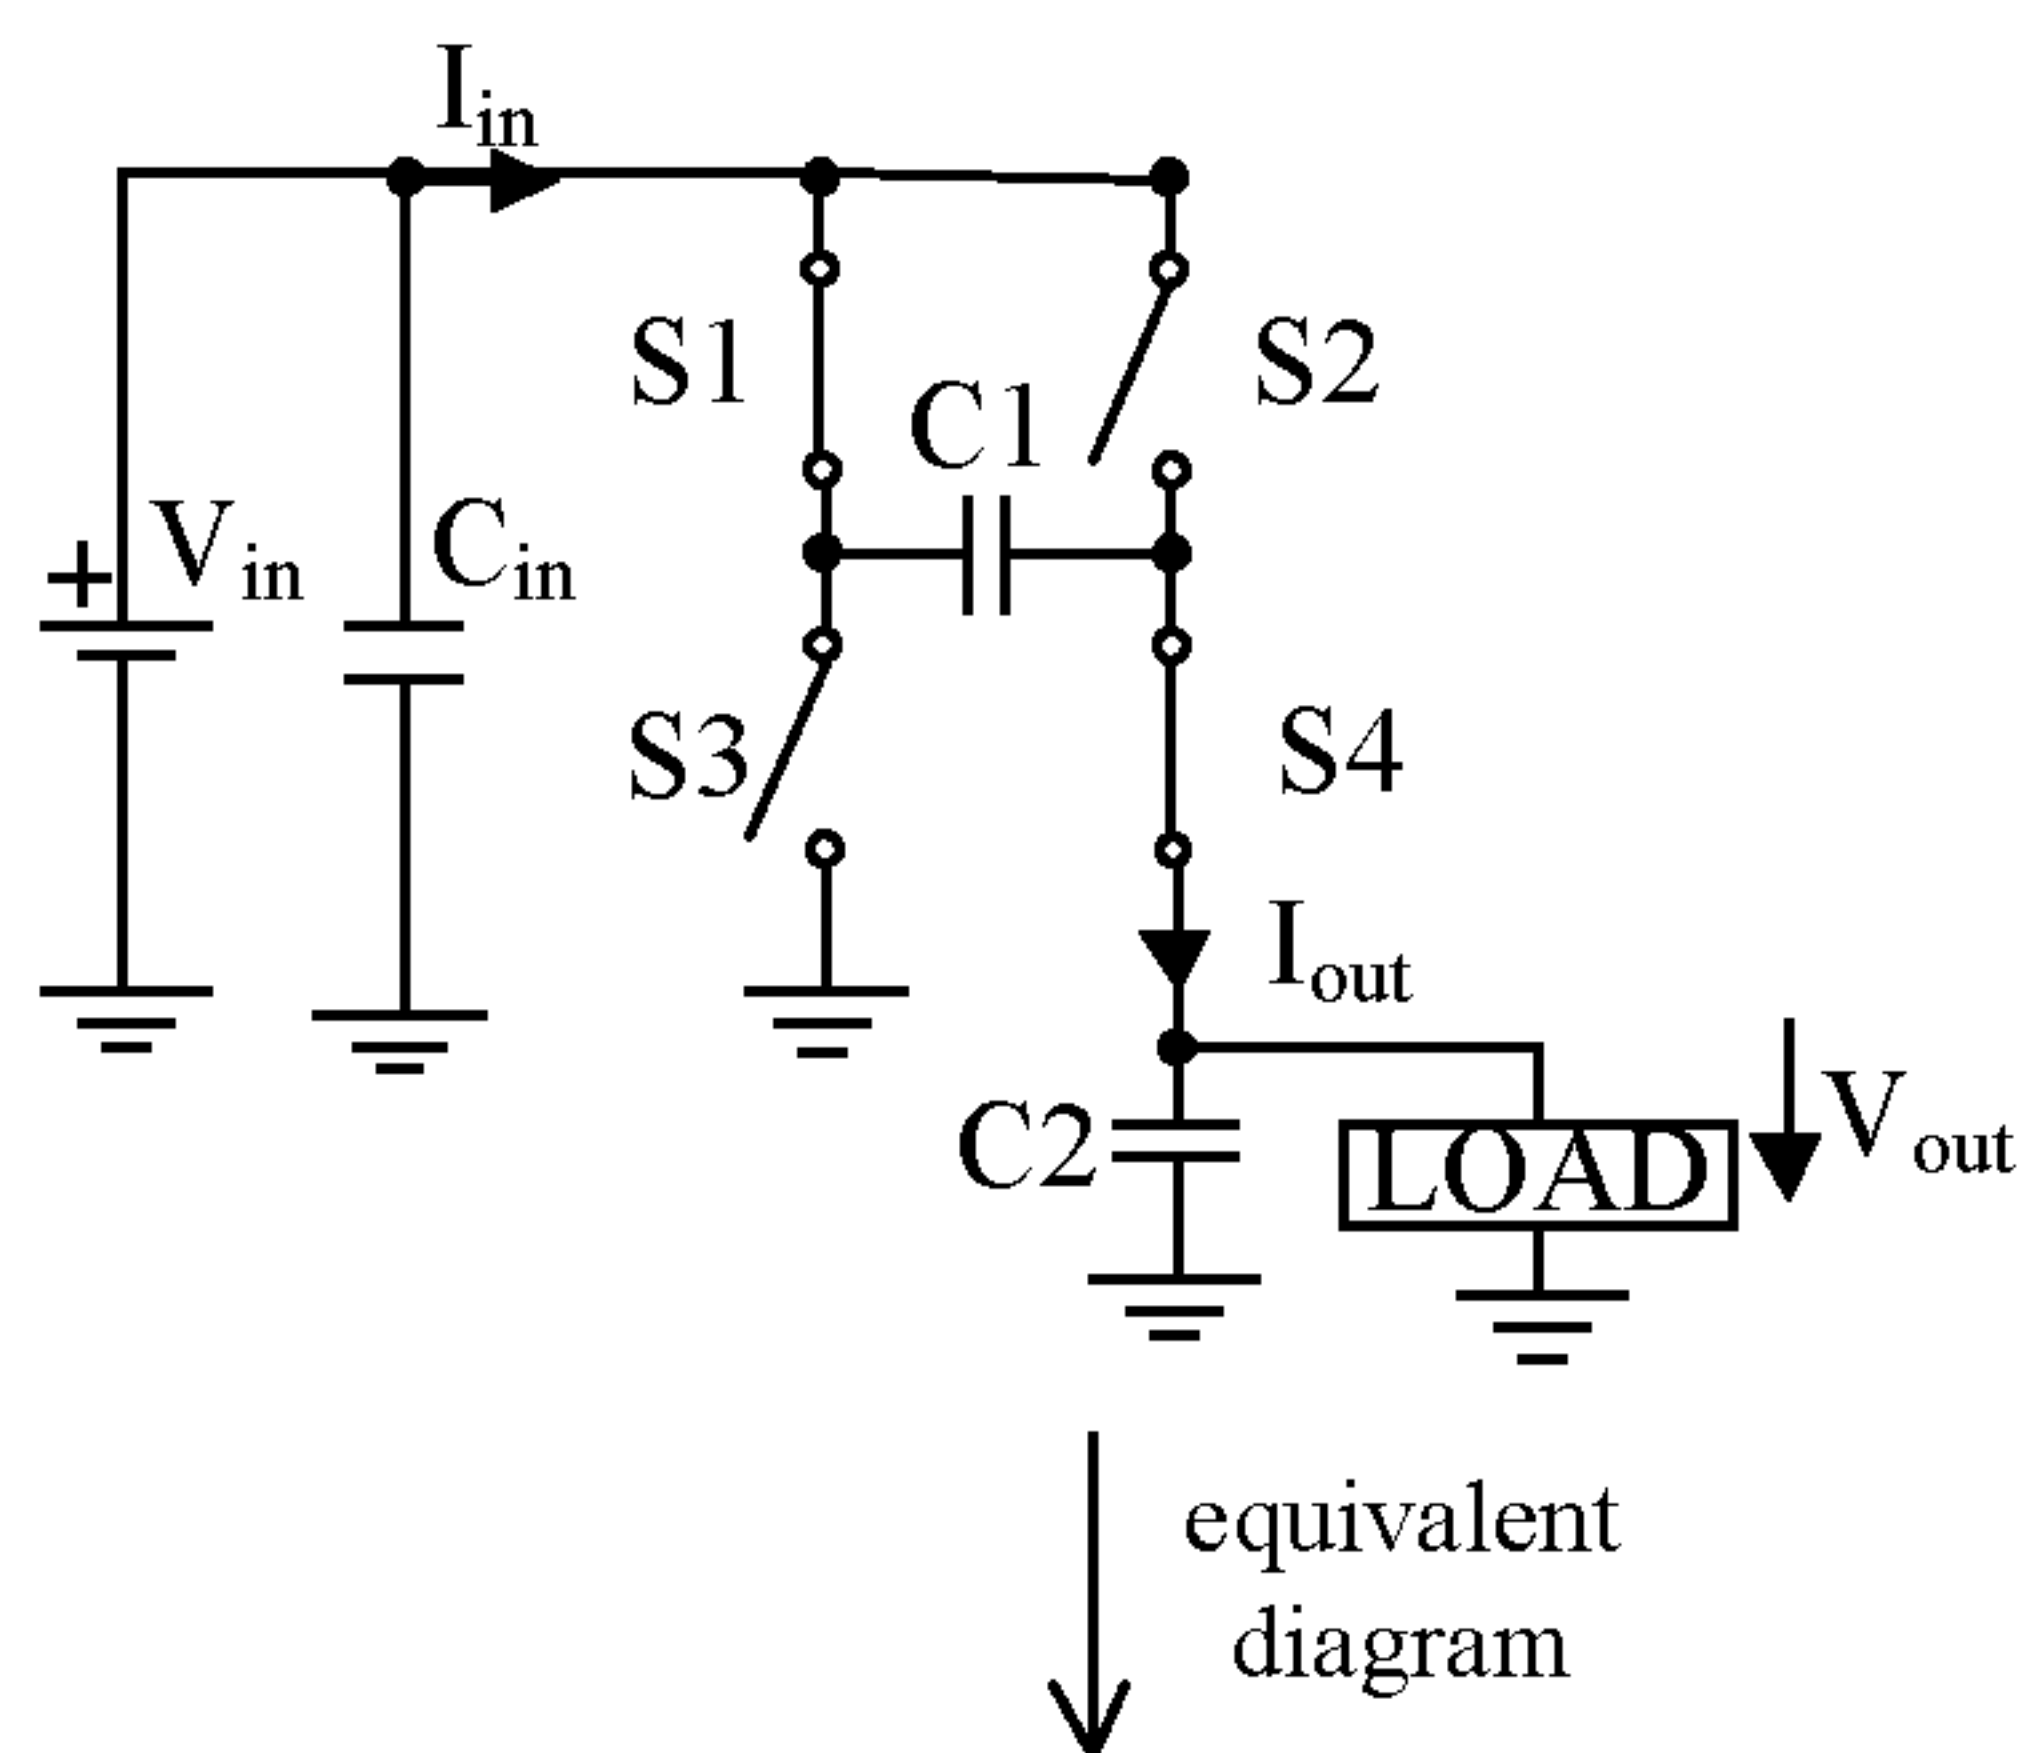 Iin
S1
S2
C1
+
Vin
Cin
S3
S4
Iout
C2
LOAD
Vout
equivalent
diagram